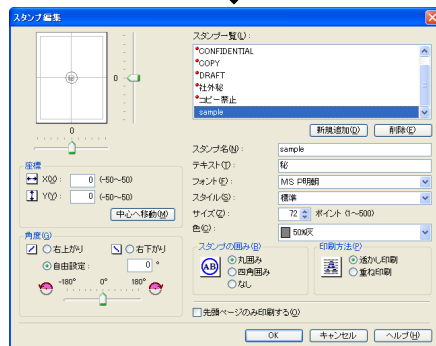 スタンプ編集
スタンプ一覧(L):
*CONFIDENTIAL
*COPY
*DRAFT
*社外秘
*コピー禁止
sample
㊙
0
0
新規追加(D) 削除(E)
座標
X(X): 0 (-50~50)
Y(Y): 0 (-50~50)
中心へ移動(M)
スタンプ名(N): sample
テキスト(T): 秘
フォント(F): MS P明朝
スタイル(S): 標準
サイズ(Z): 72 ポイント (1~500)
色(C): 50%灰
角度(G)
右上がり 右下がり
自由設定: 0 °
-180° 0° 180°
スタンプの囲み(B)
AB
丸囲み
四角囲み
なし
印刷方法(P)
透かし印刷
重ね印刷
先頭ページのみ印刷する(O)
OK キャンセル ヘルプ(H)